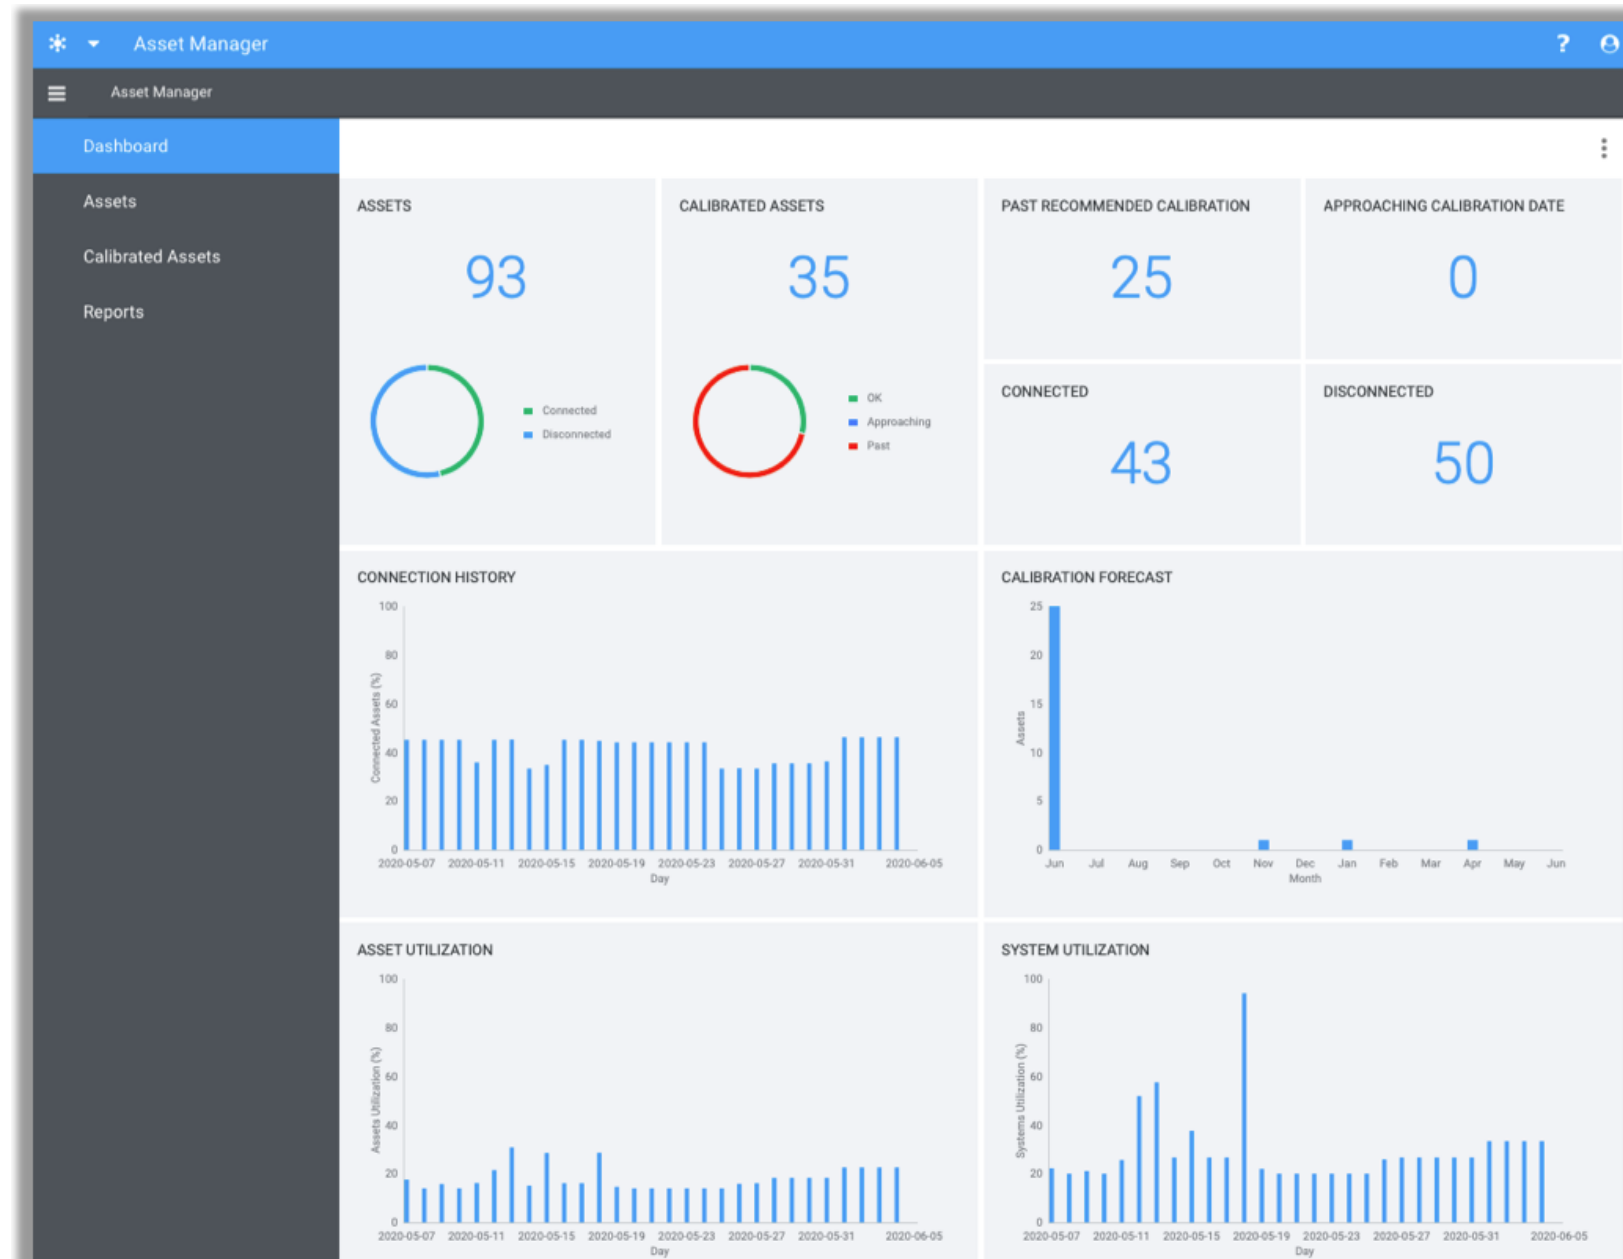 Asset Manager
?
Asset Manager
Dashboard
Assets
Calibrated Assets
Reports
ASSETS
93
Connected
Disconnected
CALIBRATED ASSETS
35
OK
Approaching
Past
PAST RECOMMENDED CALIBRATION
25
APPROACHING CALIBRATION DATE
0
CONNECTED
43
DISCONNECTED
50
CONNECTION HISTORY
Connected Assets (%)
100
80
60
40
20
0
2020-05-07 2020-05-11 2020-05-15 2020-05-19 2020-05-23 2020-05-27 2020-05-31 2020-06-05
Day
CALIBRATION FORECAST
Assets
25
20
15
10
5
0
Jun Jul Aug Sep Oct Nov Dec Jan Feb Mar Apr May Jun
Month
ASSET UTILIZATION
Assets Utilization (%)
100
80
60
40
20
0
2020-05-07 2020-05-11 2020-05-15 2020-05-19 2020-05-23 2020-05-27 2020-05-31 2020-06-05
Day
SYSTEM UTILIZATION
Systems Utilization (%)
100
80
60
40
20
0
2020-05-07 2020-05-11 2020-05-15 2020-05-19 2020-05-23 2020-05-27 2020-05-31 2020-06-05
Day